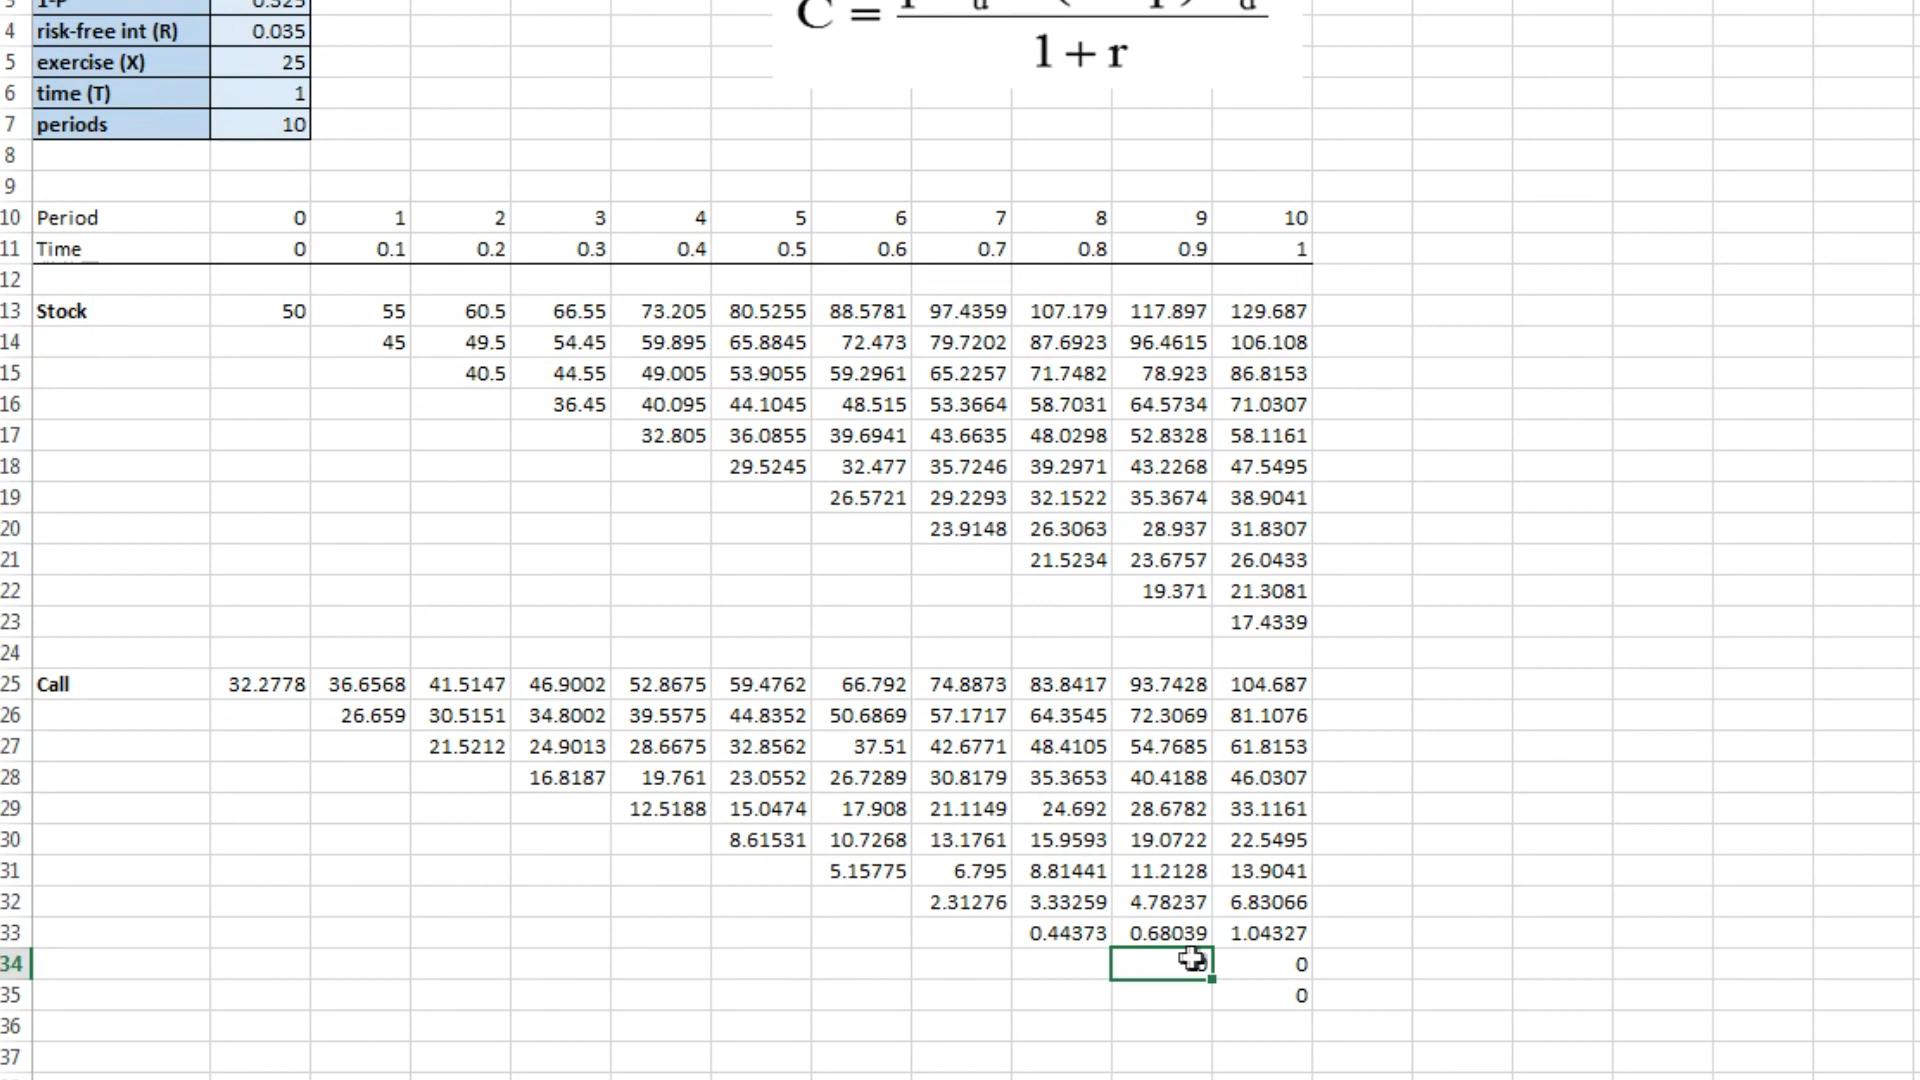 3 1-P 0.325
C =
4 risk-free int (R) 0.035
1 + r
5 exercise (X) 25
6 time (T) 1
7 periods 10
8
9
10 Period 0 1 2 3 4 5 6 7 8 9 10
11 Time 0 0.1 0.2 0.3 0.4 0.5 0.6 0.7 0.8 0.9 1
12
13 Stock 50 55 60.5 66.55 73.205 80.5255 88.5781 97.4359 107.179 117.897 129.687
14 45 49.5 54.45 59.895 65.8845 72.473 79.7202 87.6923 96.4615 106.108
15 40.5 44.55 49.005 53.9055 59.2961 65.2257 71.7482 78.923 86.8153
16 36.45 40.095 44.1045 48.515 53.3664 58.7031 64.5734 71.0307
17 32.805 36.0855 39.6941 43.6635 48.0298 52.8328 58.1161
18 29.5245 32.477 35.7246 39.2971 43.2268 47.5495
19 26.5721 29.2293 32.1522 35.3674 38.9041
20 23.9148 26.3063 28.937 31.8307
21 21.5234 23.6757 26.0433
22 19.371 21.3081
23 17.4339
24
25 Call 32.2778 36.6568 41.5147 46.9002 52.8675 59.4762 66.792 74.8873 83.8417 93.7428 104.687
26 26.659 30.5151 34.8002 39.5575 44.8352 50.6869 57.1717 64.3545 72.3069 81.1076
27 21.5212 24.9013 28.6675 32.8562 37.51 42.6771 48.4105 54.7685 61.8153
28 16.8187 19.761 23.0552 26.7289 30.8179 35.3653 40.4188 46.0307
29 12.5188 15.0474 17.908 21.1149 24.692 28.6782 33.1161
30 8.61531 10.7268 13.1761 15.9593 19.0722 22.5495
31 5.15775 6.795 8.81441 11.2128 13.9041
32 2.31276 3.33259 4.78237 6.83066
33 0.44373 0.68039 1.04327
34 0
35 0
36
37